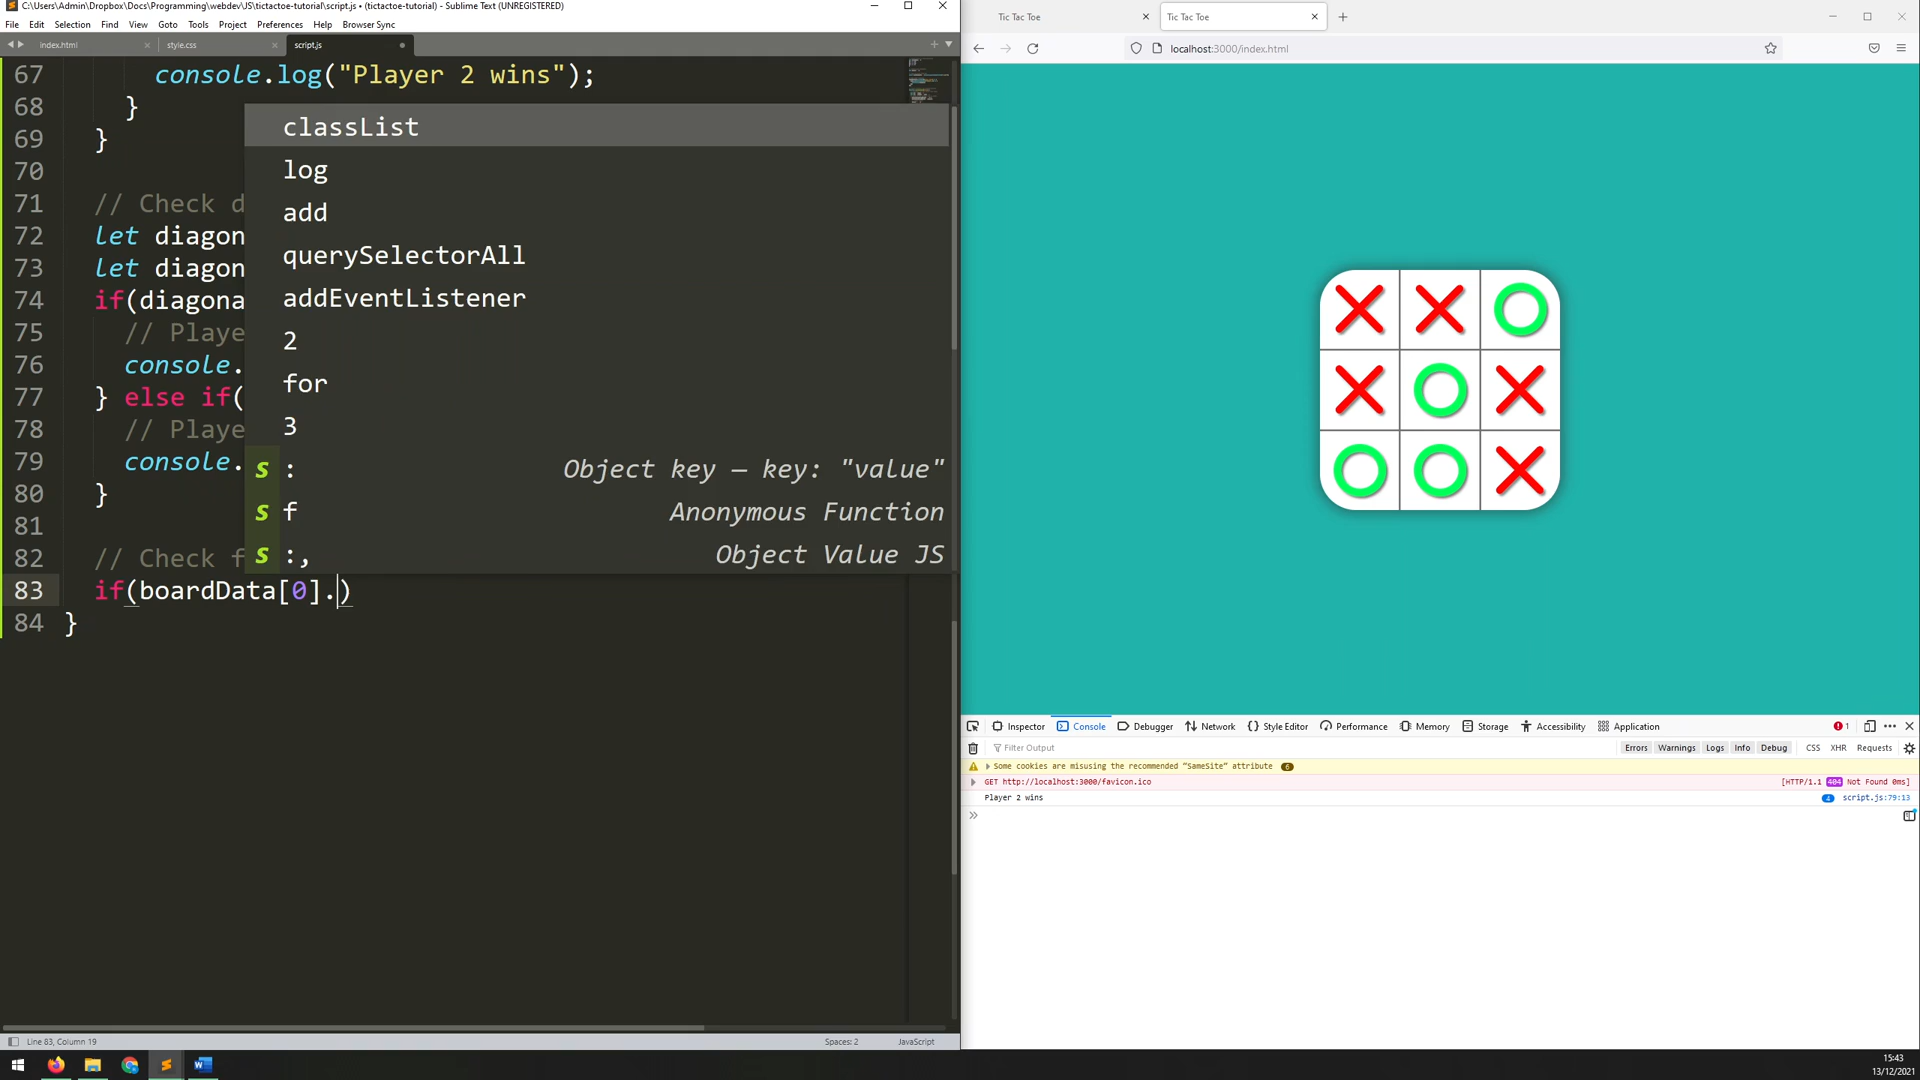 C:\Users\Admin\Dropbox\Docs\Programming\webdev\JS\tictactoe-tutorial\script.js • (tictactoe-tutorial) - Sublime Text (UNREGISTERED)
File Edit Selection Find View Goto Tools Project Preferences Help Browser Sync
index.html × style.css × script.js
67 console.log("Player 2 wins");
68 }
69 }
70
71 // Check d
72 let diagon
73 let diagon
74 if(diagona
75 // Playe
76 console.
77 } else if(
78 // Playe
79 console.
80 }
81
82 // Check f
83 if(boardData[0].)
84 }
classList
log
add
querySelectorAll
addEventListener
2
for
3
s : Object key — key: "value"
s f Anonymous Function
s :, Object Value JS
Line 83, Column 19 Spaces: 2 JavaScript
Tic Tac Toe × Tic Tac Toe × +
localhost:3000/index.html
Inspector Console Debugger Network Style Editor Performance Memory Storage Accessibility Application 1
Filter Output Errors Warnings Logs Info Debug CSS XHR Requests
Some cookies are misusing the recommended “SameSite” attribute 6
GET http://localhost:3000/favicon.ico [HTTP/1.1 404 Not Found 0ms]
Player 2 wins 4 script.js:79:13
15:43
13/12/2021